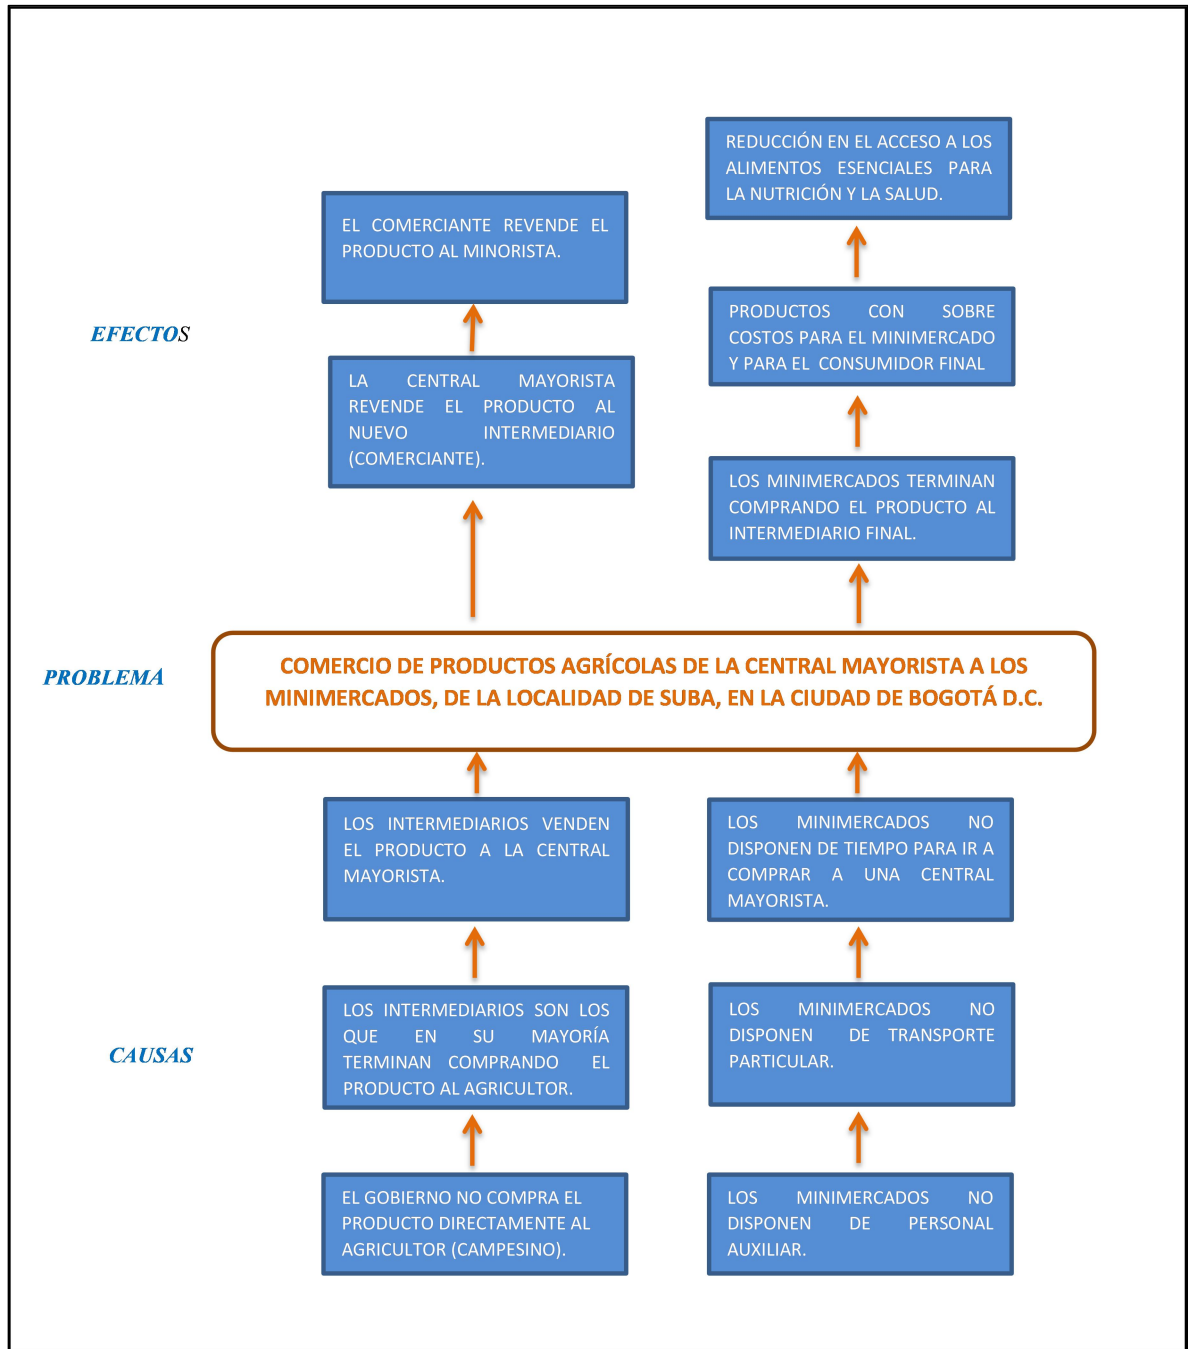 REDUCCIÓN EN EL ACCESO A LOS
ALIMENTOS ESENCIALES PARA
LA NUTRICIÓN Y LA SALUD.
EL COMERCIANTE REVENDE EL
PRODUCTO AL MINORISTA.
PRODUCTOS CON SOBRE
COSTOS PARA EL MINIMERCADO
Y PARA EL CONSUMIDOR FINAL
EFECTOS
LA CENTRAL MAYORISTA
REVENDE EL PRODUCTO AL
NUEVO INTERMEDIARIO
(COMERCIANTE).
LOS MINIMERCADOS TERMINAN
COMPRANDO EL PRODUCTO AL
INTERMEDIARIO FINAL.
PROBLEMA
COMERCIO DE PRODUCTOS AGRÍCOLAS DE LA CENTRAL MAYORISTA A LOS
MINIMERCADOS, DE LA LOCALIDAD DE SUBA, EN LA CIUDAD DE BOGOTÁ D.C.
LOS INTERMEDIARIOS VENDEN
EL PRODUCTO A LA CENTRAL
MAYORISTA.
LOS MINIMERCADOS NO
DISPONEN DE TIEMPO PARA IR A
COMPRAR A UNA CENTRAL
MAYORISTA.
LOS INTERMEDIARIOS SON LOS
QUE EN SU MAYORÍA
TERMINAN COMPRANDO EL
PRODUCTO AL AGRICULTOR.
LOS MINIMERCADOS NO
DISPONEN DE TRANSPORTE
PARTICULAR.
CAUSAS
EL GOBIERNO NO COMPRA EL
PRODUCTO DIRECTAMENTE AL
AGRICULTOR (CAMPESINO).
LOS MINIMERCADOS NO
DISPONEN DE PERSONAL
AUXILIAR.